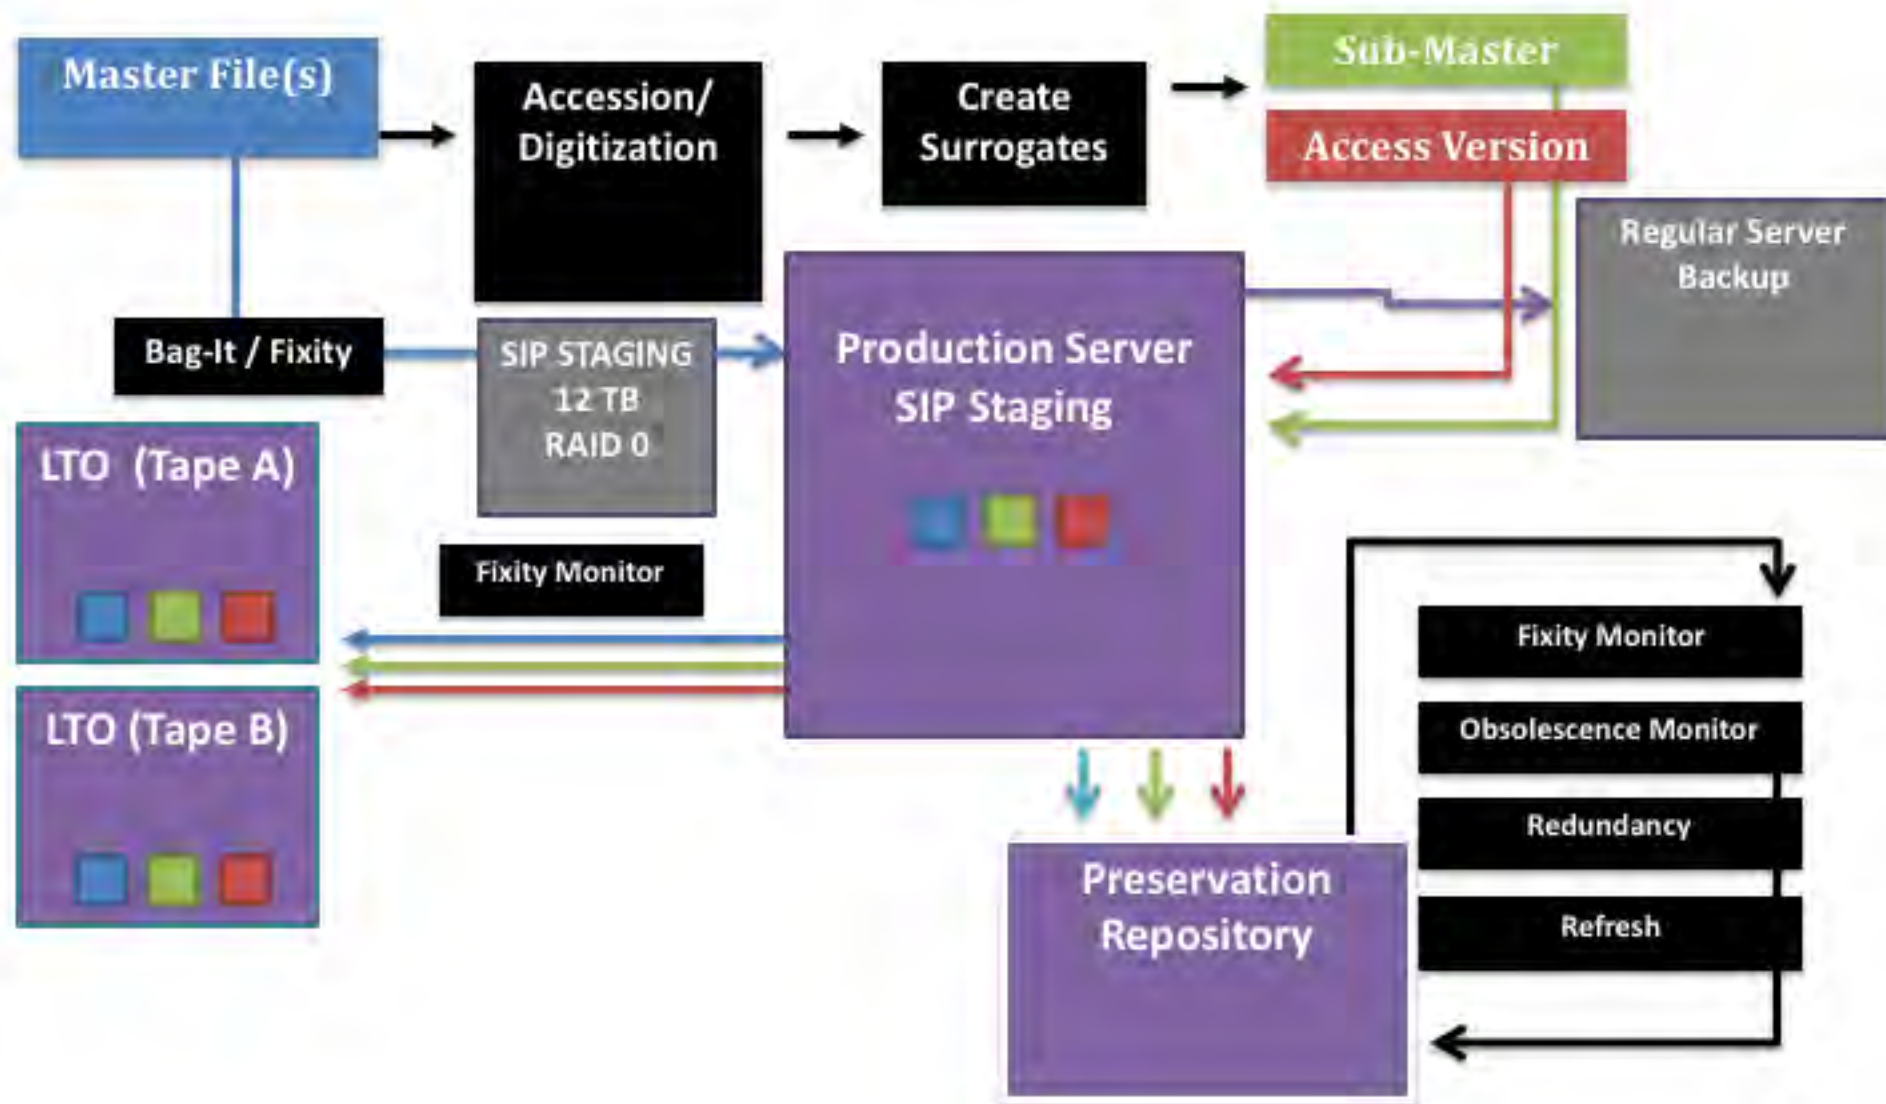 Master File(s)
Accession/
Digitization
Create
Surrogates
Sub-Master
Access Version
Regular Server
Backup
Bag-It / Fixity
SIP STAGING
12 TB
RAID 0
Production Server
SIP Staging
LTO (Tape A)
Fixity Monitor
LTO (Tape B)
Fixity Monitor
Obsolescence Monitor
Redundancy
Refresh
Preservation
Repository